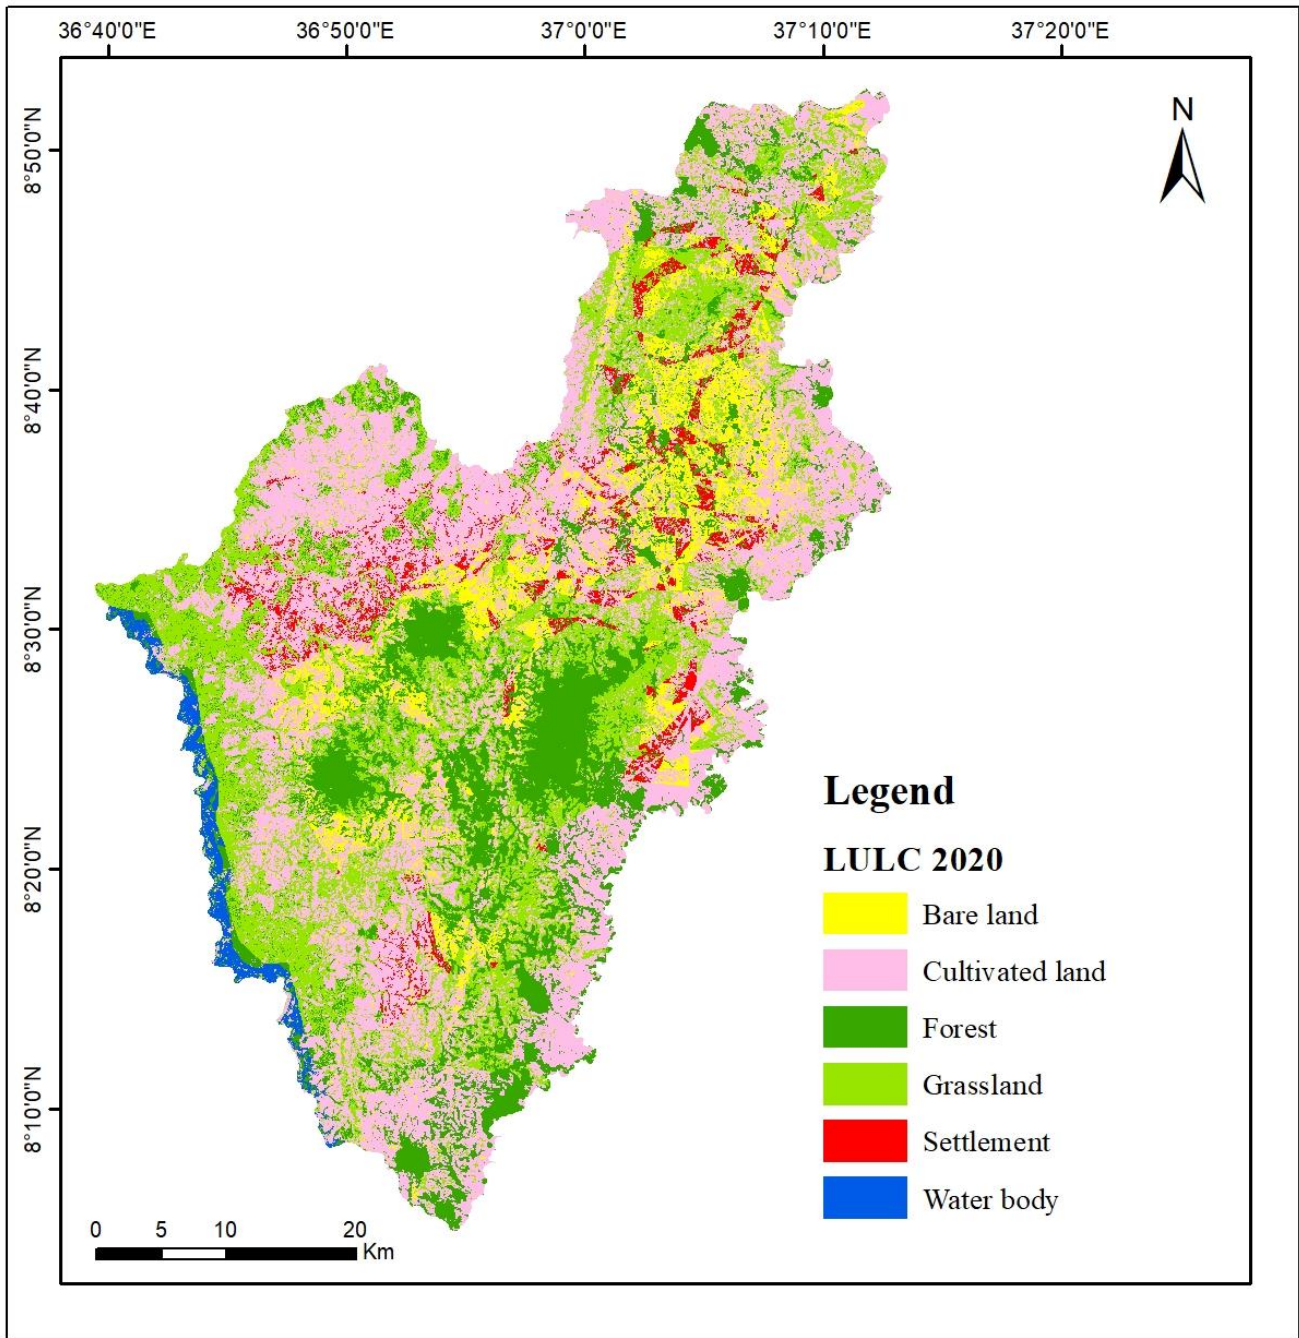 36°40'0"E 36°50'0"E 37°0'0"E 37°10'0"E 37°20'0"E
N
8°50'0"N
8°40'0"N
8°30'0"N
8°20'0"N
8°10'0"N
Legend
LULC 2020
Bare land
Cultivated land
Forest
Grassland
Settlement
Water body
0 5 10 20
Km